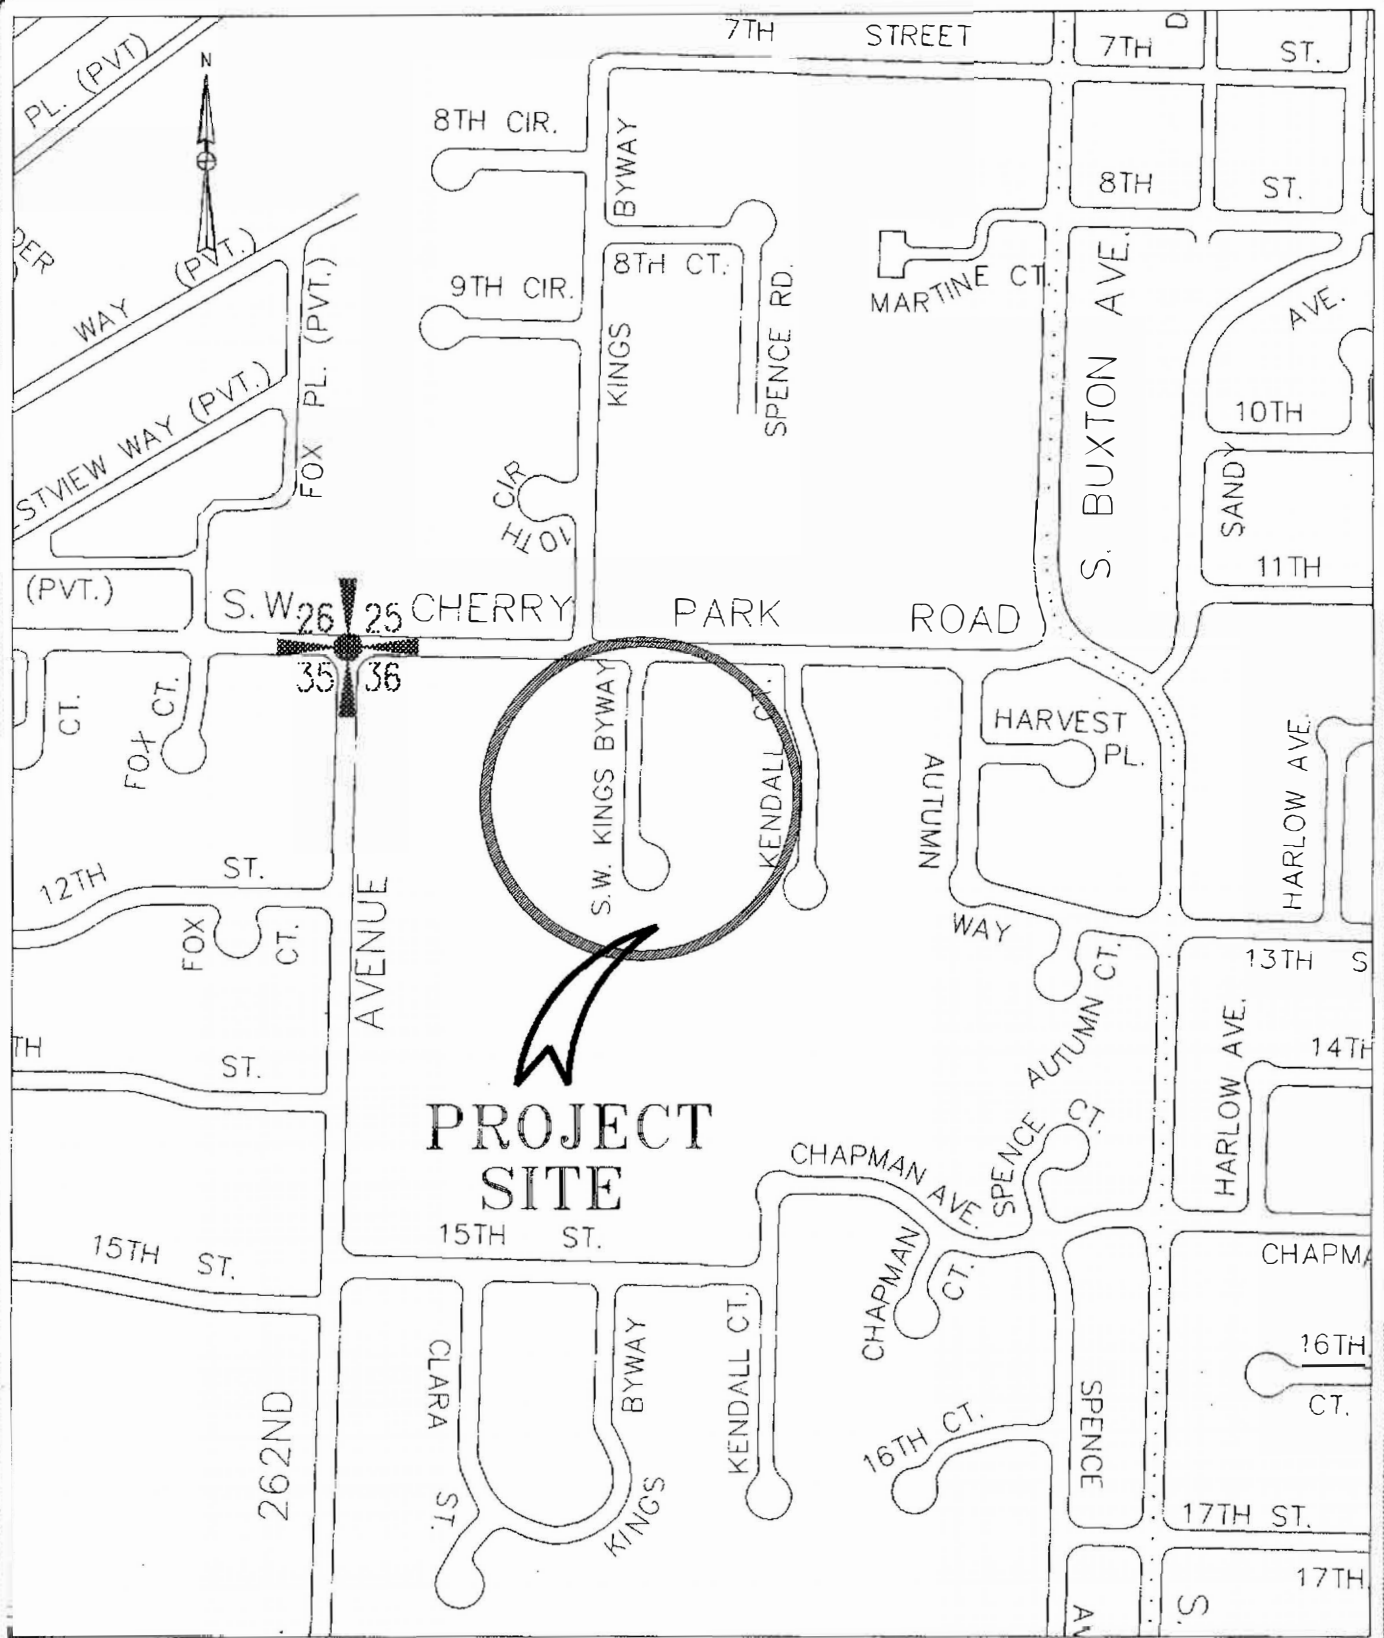 7TH STREET
7TH ST.
D
PL. (PVT)
N
8TH CIR.
BYWAY
8TH ST.
DER
WAY (PVT.)
FOX PL. (PVT.)
9TH CIR.
8TH CT.
SPENCE RD.
MARTINE CT.
S. BUXTON AVE.
AVE.
KINGS
STVIEW WAY (PVT.)
10TH
SANDY
10TH CIR
11TH
(PVT.)
S.W. CHERRY PARK ROAD
26 25
35 36
CT.
FOX CT.
S.W. KINGS BYWAY
KENDALL CT.
HARVEST
PL.
AUTUMN
WAY
HARLOW AVE.
12TH ST.
FOX CT.
AVENUE
AUTUMN CT.
13TH S
TH ST.
14TH
HARLOW AVE.
PROJECT
SITE
SPENCE CT.
CHAPMAN AVE.
15TH ST.
15TH ST.
CHAPMAN
CT.
CHAPMA
CLARA
ST.
BYWAY
KINGS
KENDALL CT.
16TH
CT.
16TH CT.
SPENCE
262ND
17TH ST.
17TH
AV
S.